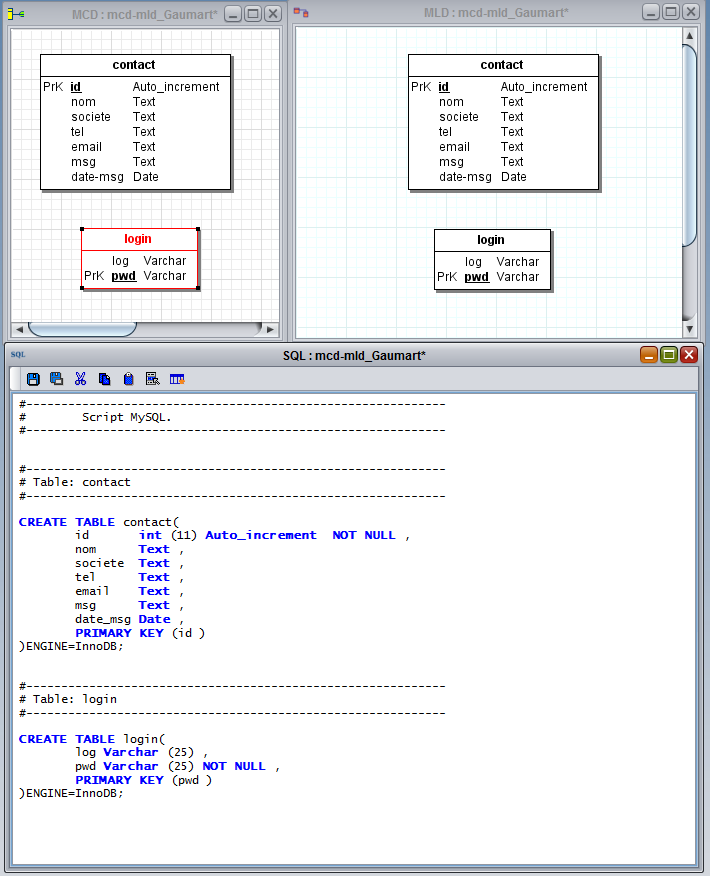 MCD : mcd-mld_Gaumart*
contact
PrK id Auto_increment
nom Text
societe Text
tel Text
email Text
msg Text
date-msg Date
login
log Varchar
PrK pwd Varchar
MLD : mcd-mld_Gaumart*
contact
PrK id Auto_increment
nom Text
societe Text
tel Text
email Text
msg Text
date-msg Date
login
log Varchar
PrK pwd Varchar
SQL
SQL : mcd-mld_Gaumart*
#------------------------------------------------------------
#        Script MySQL.
#------------------------------------------------------------
#------------------------------------------------------------
# Table: contact
#------------------------------------------------------------
CREATE TABLE contact(
        id       int (11) Auto_increment  NOT NULL ,
        nom      Text ,
        societe  Text ,
        tel      Text ,
        email    Text ,
        msg      Text ,
        date_msg Date ,
        PRIMARY KEY (id )
)ENGINE=InnoDB;
#------------------------------------------------------------
# Table: login
#------------------------------------------------------------
CREATE TABLE login(
        log Varchar (25) ,
        pwd Varchar (25) NOT NULL ,
        PRIMARY KEY (pwd )
)ENGINE=InnoDB;